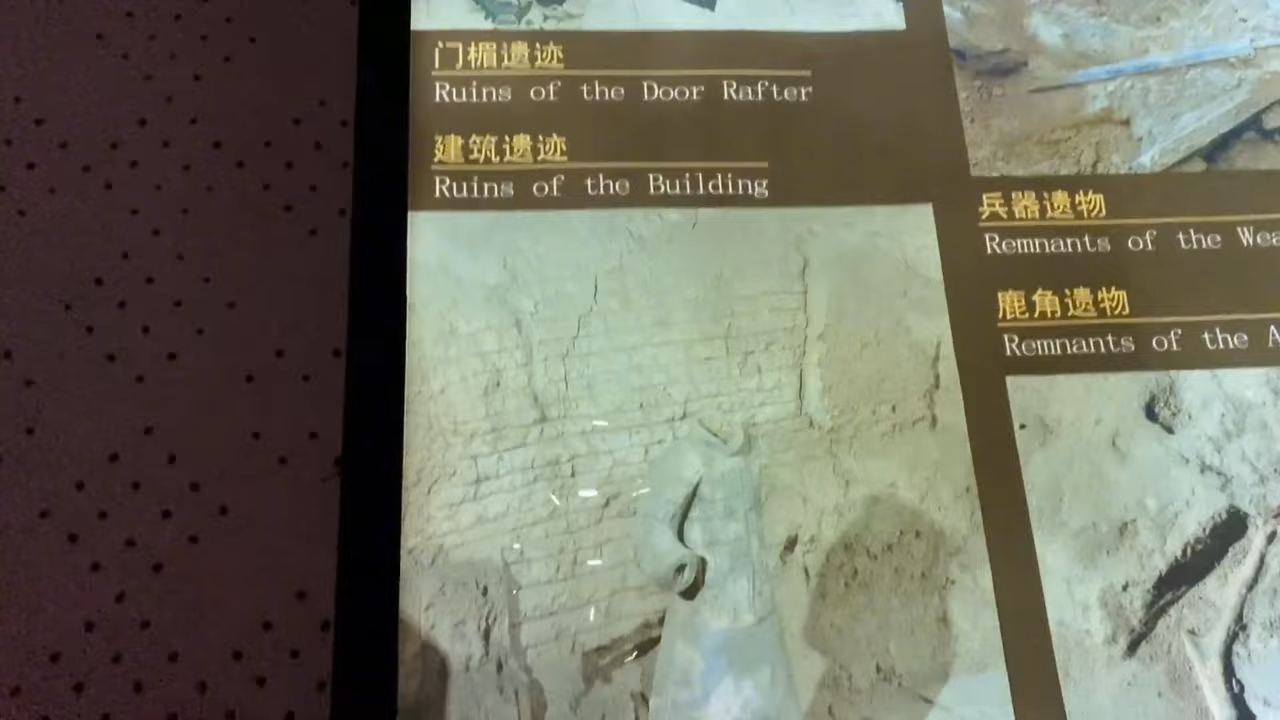 门楣遗迹
Ruins of the Door Rafter
建筑遗迹
Ruins of the Building
兵器遗物
Remnants of the
鹿角遗物
Remnants of the